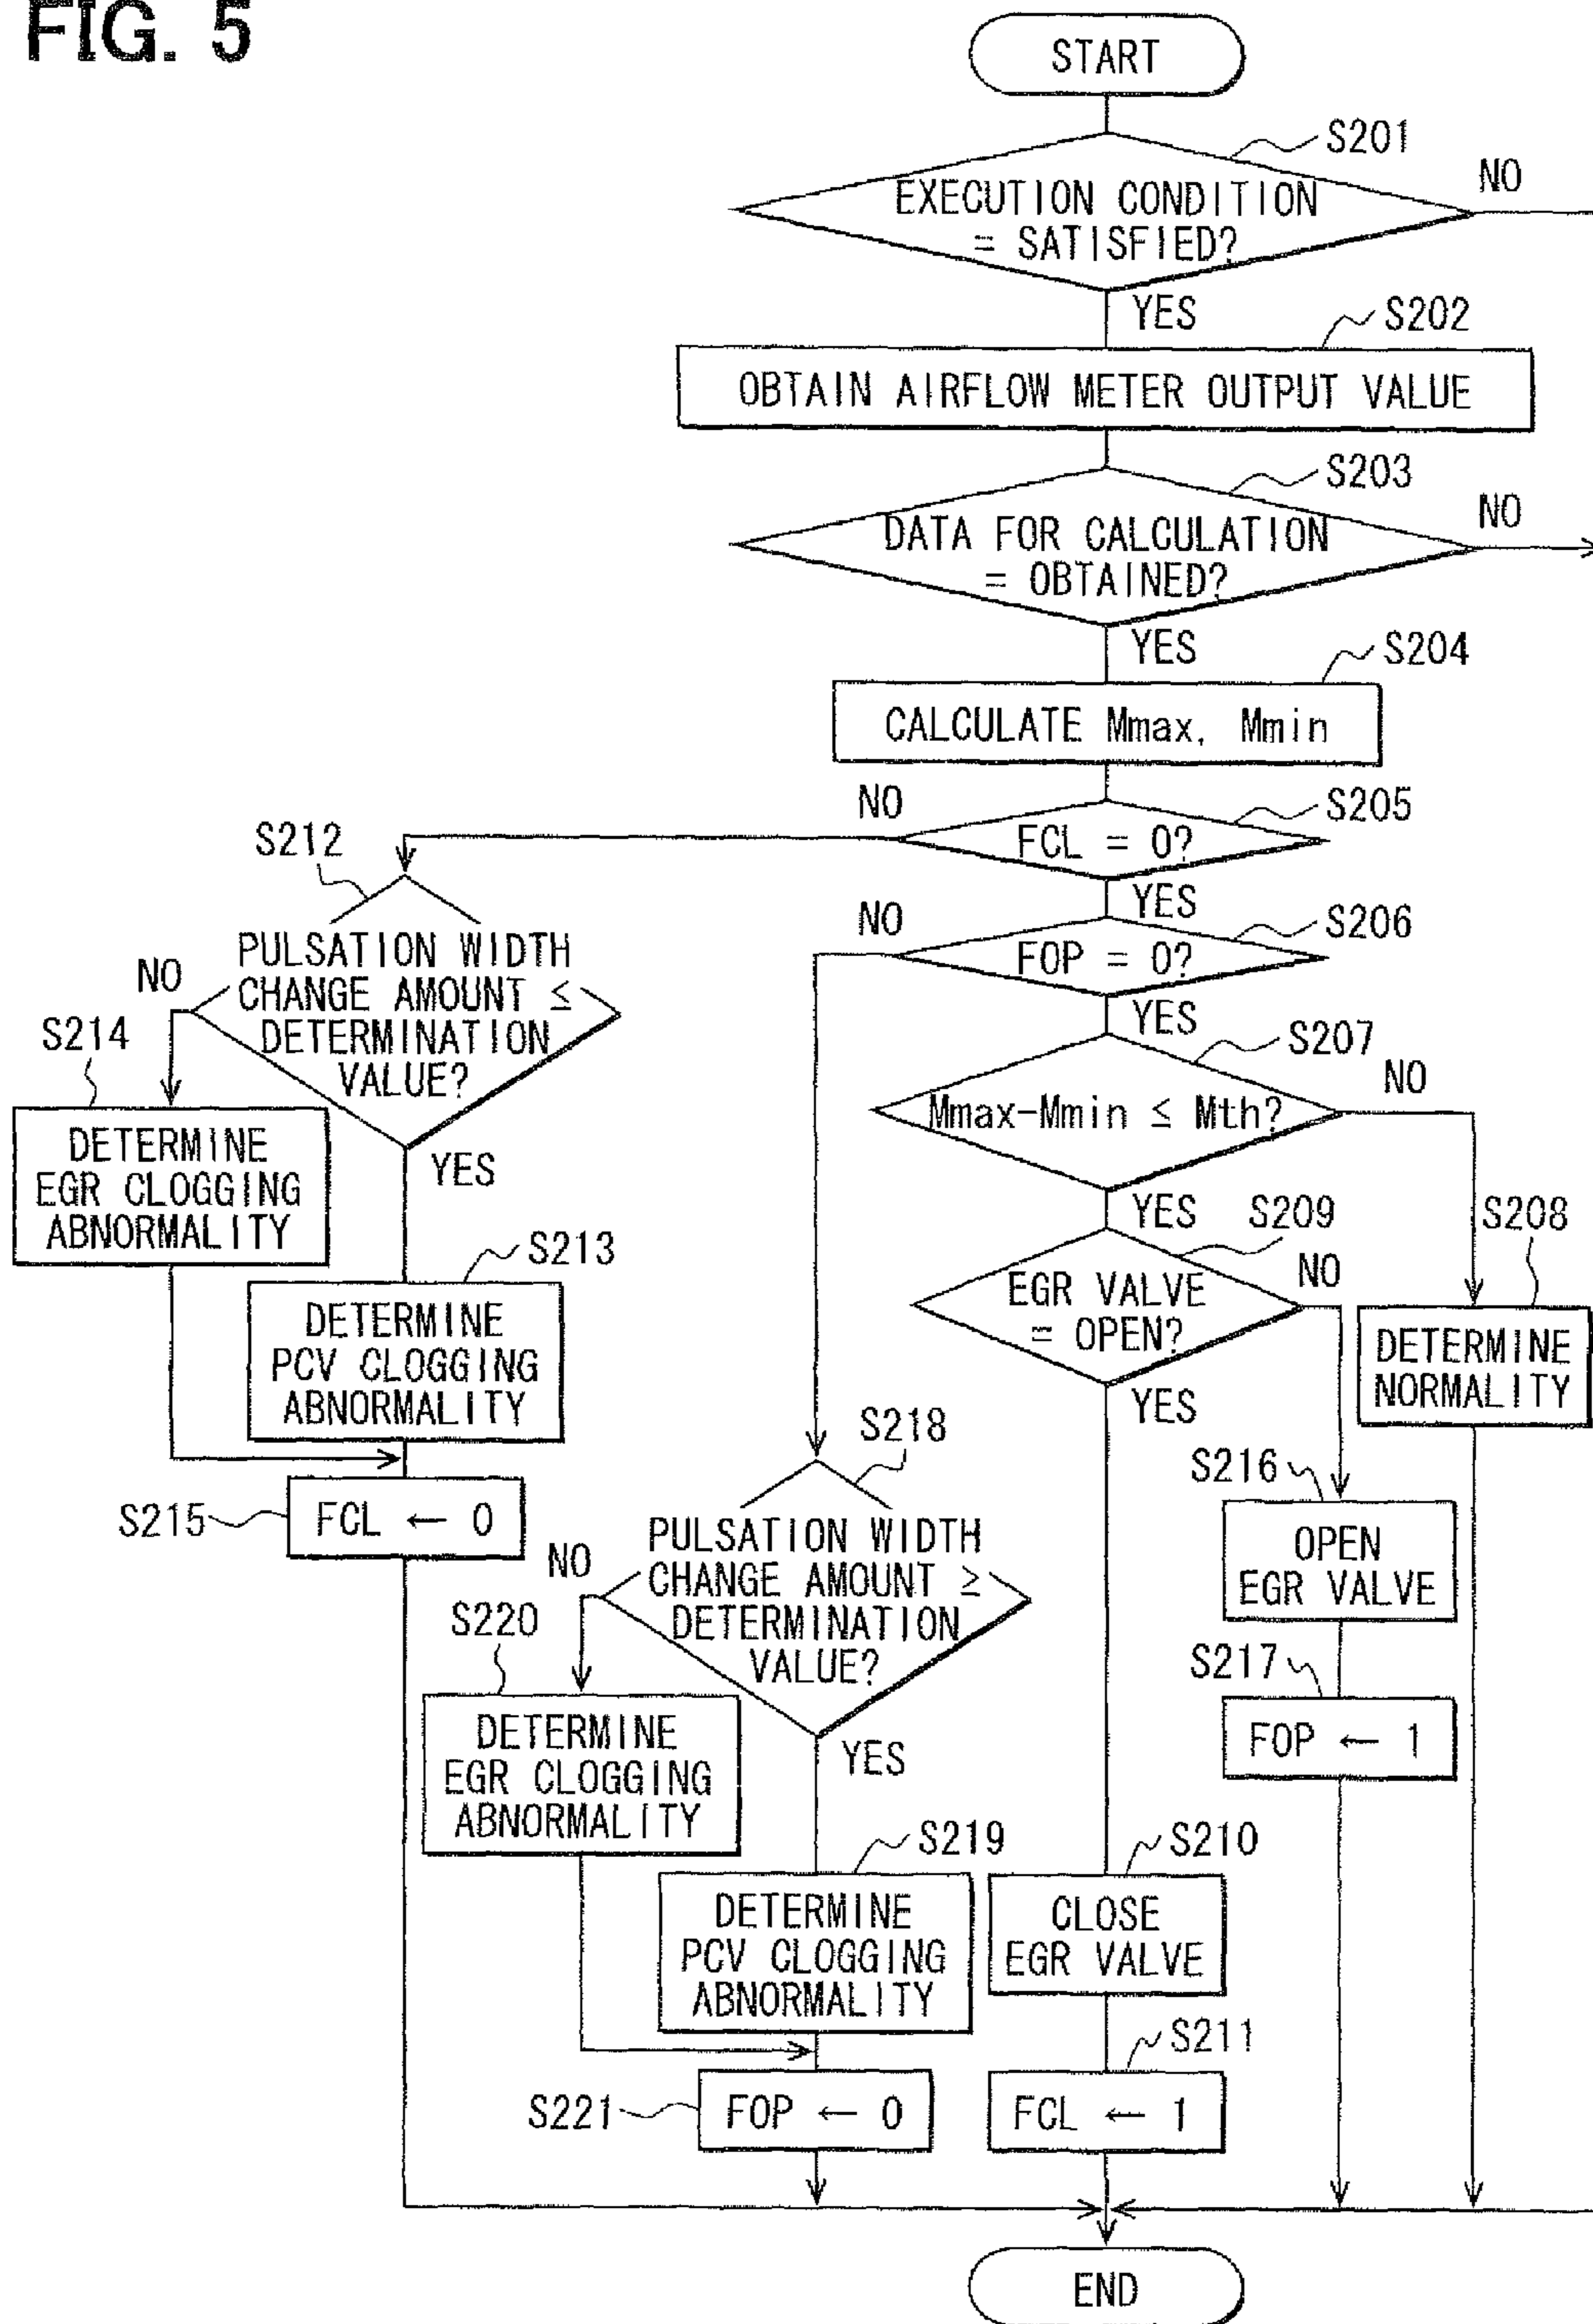 FIG. 5
START
S201
EXECUTION CONDITION
= SATISFIED?
NO
YES
S202
OBTAIN AIRFLOW METER OUTPUT VALUE
S203
DATA FOR CALCULATION
= OBTAINED?
NO
YES
S204
CALCULATE Mmax, Mmin
S205
FCL = 0?
NO
YES
S206
FOP = 0?
NO
YES
S207
Mmax-Mmin ≤ Mth?
NO
YES
S208
DETERMINE
NORMALITY
S209
EGR VALVE
= OPEN?
NO
YES
S210
CLOSE
EGR VALVE
S211
FCL ← 1
S212
PULSATION WIDTH
CHANGE AMOUNT ≤
DETERMINATION
VALUE?
NO
YES
S214
DETERMINE
EGR CLOGGING
ABNORMALITY
S213
DETERMINE
PCV CLOGGING
ABNORMALITY
S215
FCL ← 0
S216
OPEN
EGR VALVE
S217
FOP ← 1
S218
PULSATION WIDTH
CHANGE AMOUNT ≥
DETERMINATION
VALUE?
NO
YES
S220
DETERMINE
EGR CLOGGING
ABNORMALITY
S219
DETERMINE
PCV CLOGGING
ABNORMALITY
S221
FOP ← 0
END